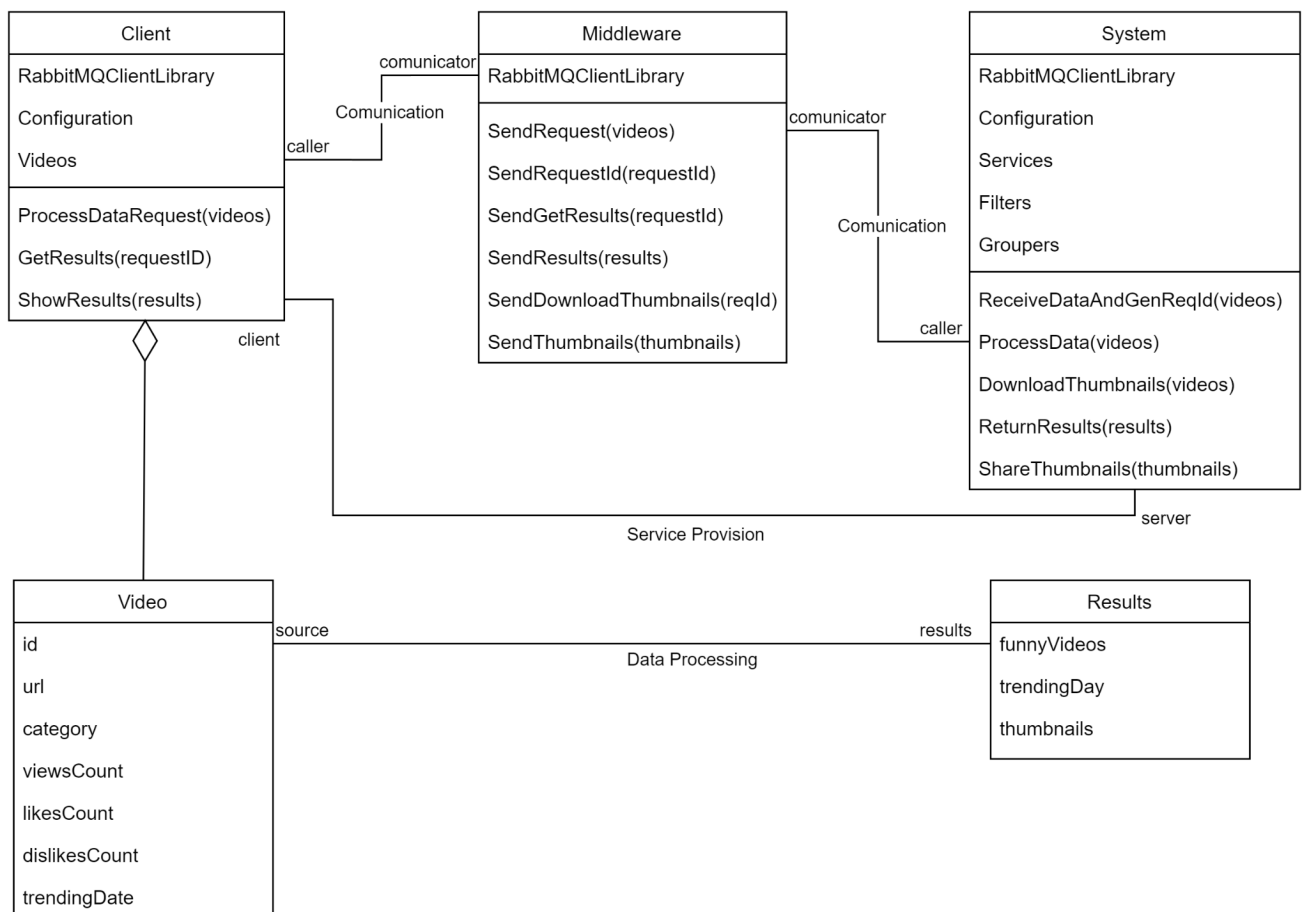 Client
RabbitMQClientLibrary
Configuration
Videos
ProcessDataRequest(videos)
GetResults(requestID)
ShowResults(results)
comunicator
Comunication
caller
client
Middleware
RabbitMQClientLibrary
SendRequest(videos)
SendRequestId(requestId)
SendGetResults(requestId)
SendResults(results)
SendDownloadThumbnails(reqId)
SendThumbnails(thumbnails)
comunicator
Comunication
caller
System
RabbitMQClientLibrary
Configuration
Services
Filters
Groupers
ReceiveDataAndGenReqId(videos)
ProcessData(videos)
DownloadThumbnails(videos)
ReturnResults(results)
ShareThumbnails(thumbnails)
server
Service Provision
Video
id
url
category
viewsCount
likesCount
dislikesCount
trendingDate
source
Data Processing
results
Results
funnyVideos
trendingDay
thumbnails